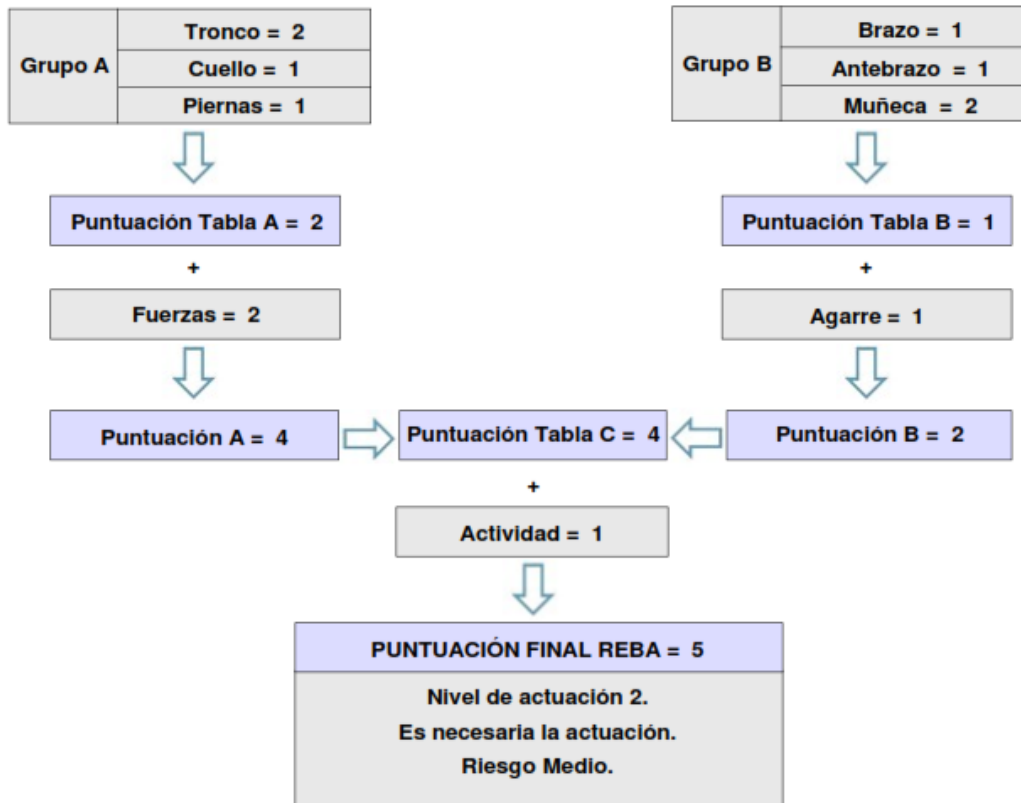 Grupo A
Tronco = 2
Cuello = 1
Piernas = 1
Grupo B
Brazo = 1
Antebrazo = 1
Muñeca = 2
Puntuación Tabla A = 2
Puntuación Tabla B = 1
+
+
Fuerzas = 2
Agarre = 1
Puntuación A = 4
Puntuación Tabla C = 4
Puntuación B = 2
+
Actividad = 1
PUNTUACIÓN FINAL REBA = 5
Nivel de actuación 2.
Es necesaria la actuación.
Riesgo Medio.